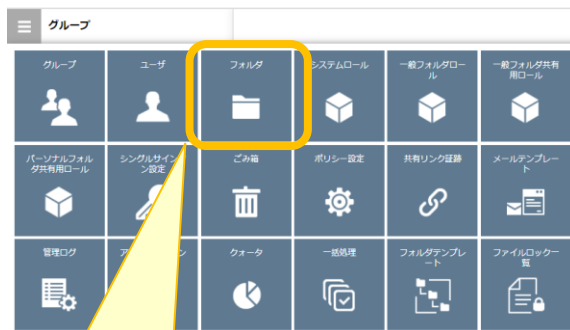 グループ
グループ
ユーザ
フォルダ
システムロール
一般フォルダロー
ル
一般フォルダ共有
用ロール
パーソナルフォル
ダ共有用ロール
シングルサイン
ン設定
ごみ箱
ポリシー設定
共有リンク証跡
メールテンプレー
ト
管理ログ
クォータ
一括処理
フォルダテンプレ
ート
ファイルロック一
覧